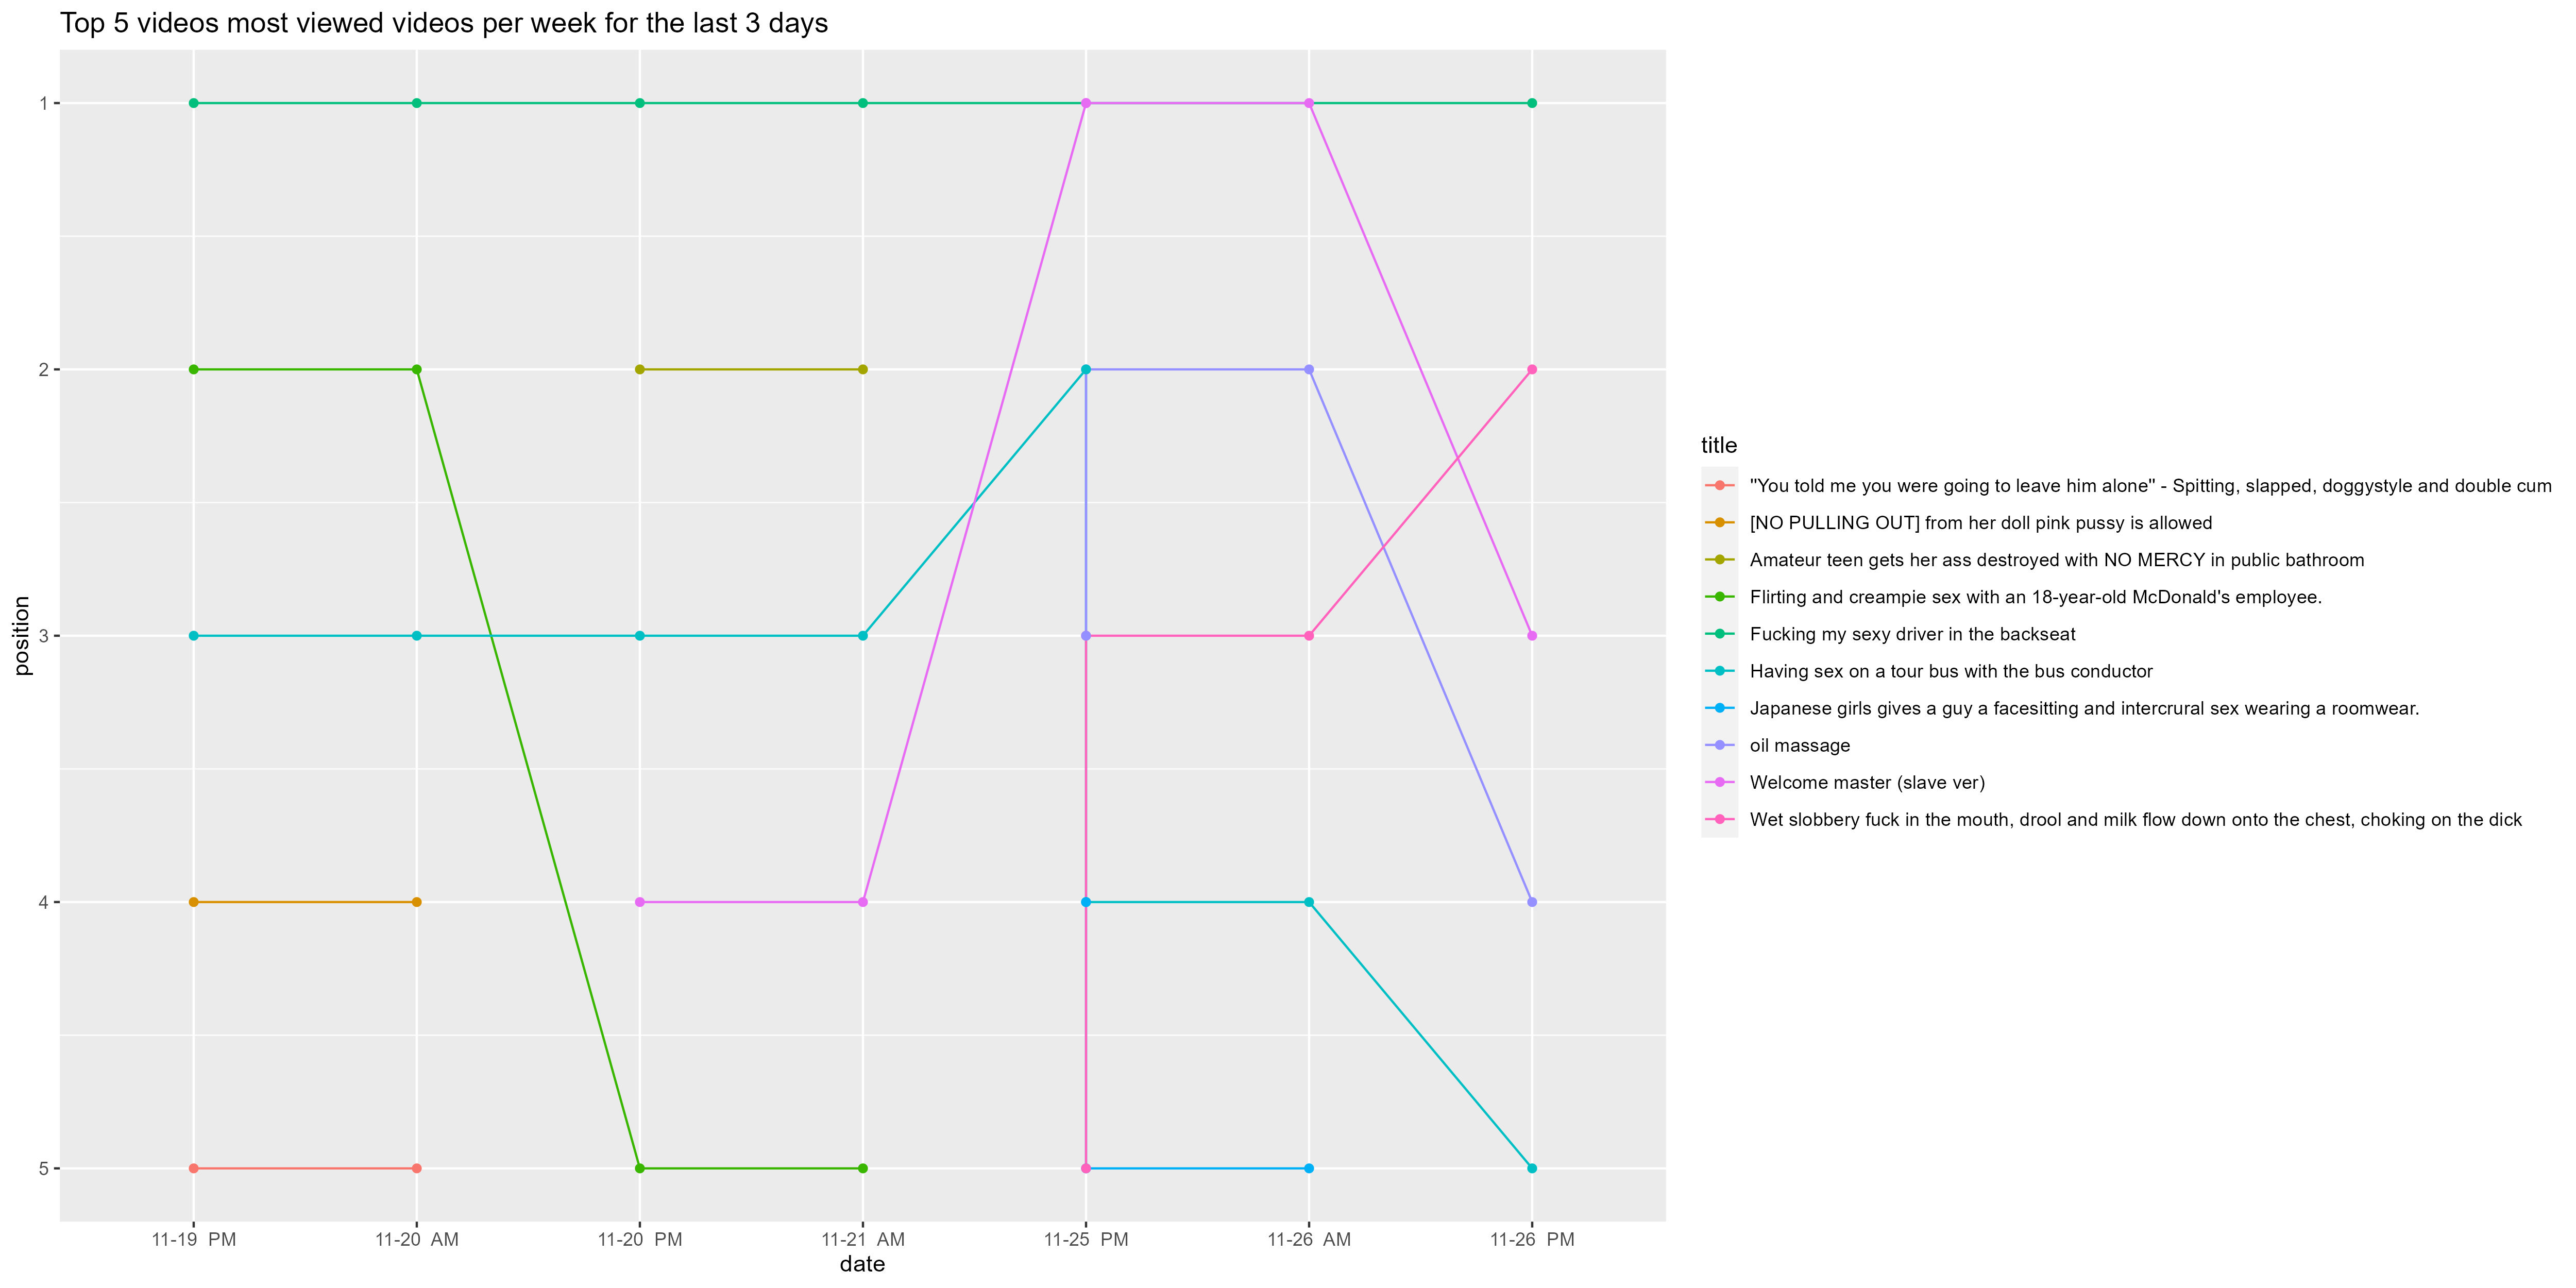 Top 5 videos most viewed videos per week for the last 3 days
1
2
3
4
5
position
11-19 PM
11-20 AM
11-20 PM
11-21 AM
11-25 PM
11-26 AM
11-26 PM
date
title
"You told me you were going to leave him alone" - Spitting, slapped, doggystyle and double cum
[NO PULLING OUT] from her doll pink pussy is allowed
Amateur teen gets her ass destroyed with NO MERCY in public bathroom
Flirting and creampie sex with an 18-year-old McDonald's employee.
Fucking my sexy driver in the backseat
Having sex on a tour bus with the bus conductor
Japanese girls gives a guy a facesitting and intercrural sex wearing a roomwear.
oil massage
Welcome master (slave ver)
Wet slobbery fuck in the mouth, drool and milk flow down onto the chest, choking on the dick